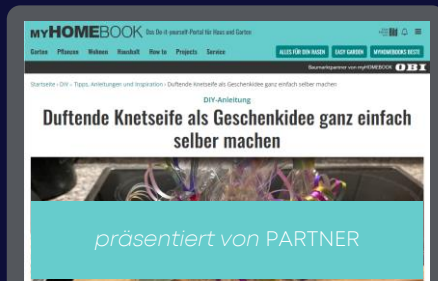 MYHOMEBOOK Das Do-it-yourself-Portal für Haus und Garten
Garten Pflanzen Wohnen Haushalt How to Projects Service
ALLES FÜR DEN RASEN EASY GARDEN MYHOMEBOOKS BESTE
Baumarktpartner von myHOMEBOOK OBI
Startseite › DIY – Tipps, Anleitungen und Inspiration › Duftende Knetseife als Geschenkidee ganz einfach selber machen
DIY-Anleitung
Duftende Knetseife als Geschenkidee ganz einfach
selber machen
präsentiert von PARTNER